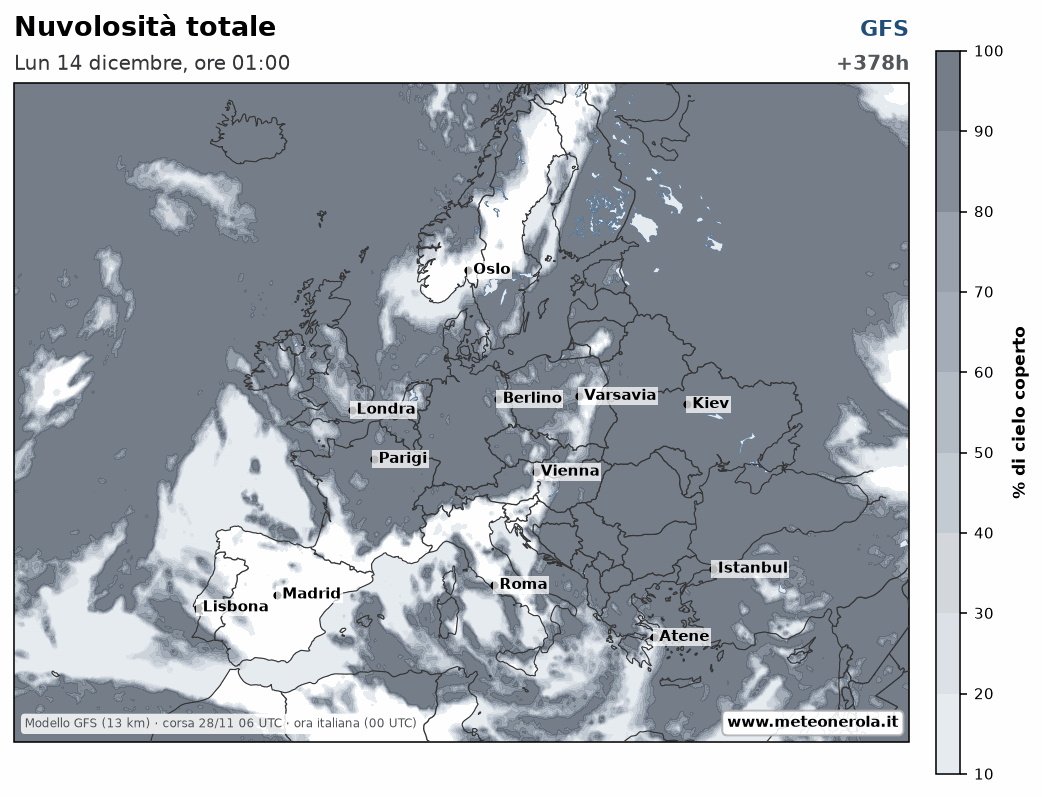 Nuvolosità totale
GFS
Lun 14 dicembre, ore 01:00
+378h
100
90
80
70
60
50
40
30
20
10
% di cielo coperto
Oslo
Londra
Berlino
Varsavia
Kiev
Parigi
Vienna
Istanbul
Madrid
Roma
Lisbona
Atene
Modello GFS (13 km) · corsa 28/11 06 UTC · ora italiana (00 UTC)
www.meteonerola.it